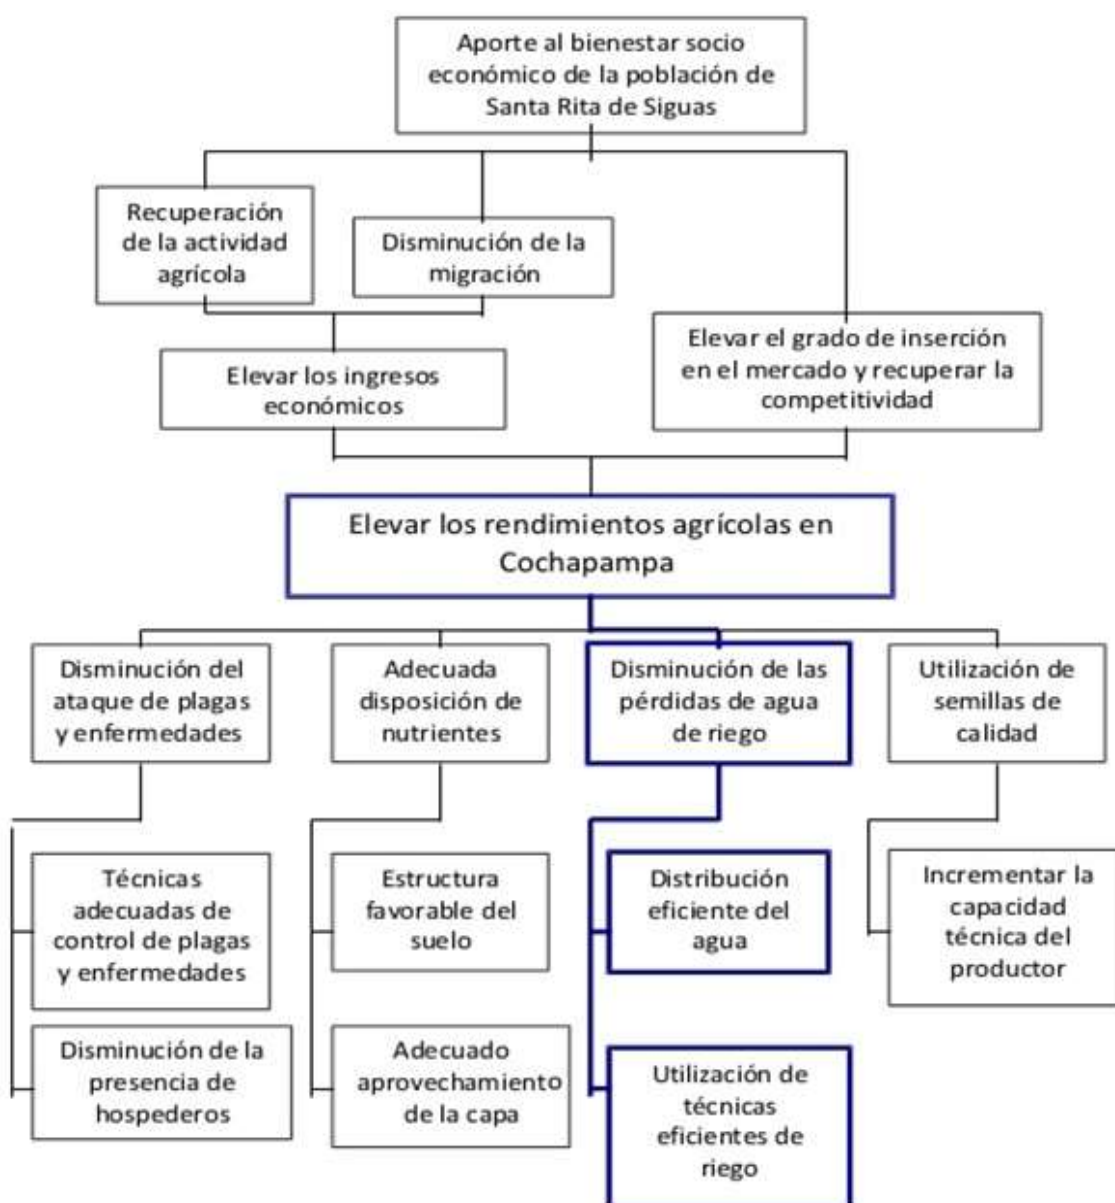 Aporte al bienestar socio
económico de la población de
Santa Rita de Siguas
Recuperación
de la actividad
agrícola
Disminución de la
migración
Elevar los ingresos
económicos
Elevar el grado de inserción
en el mercado y recuperar la
competitividad
Elevar los rendimientos agrícolas en
Cochapampa
Disminución del
ataque de plagas
y enfermedades
Adecuada
disposición de
nutrientes
Disminución de las
pérdidas de agua
de riego
Utilización de
semillas de
calidad
Técnicas
adecuadas de
control de plagas
y enfermedades
Estructura
favorable del
suelo
Distribución
eficiente del
agua
Incrementar la
capacidad
técnica del
productor
Disminución de la
presencia de
hospederos
Adecuado
aprovechamiento
de la capa
Utilización de
técnicas
eficientes de
riego